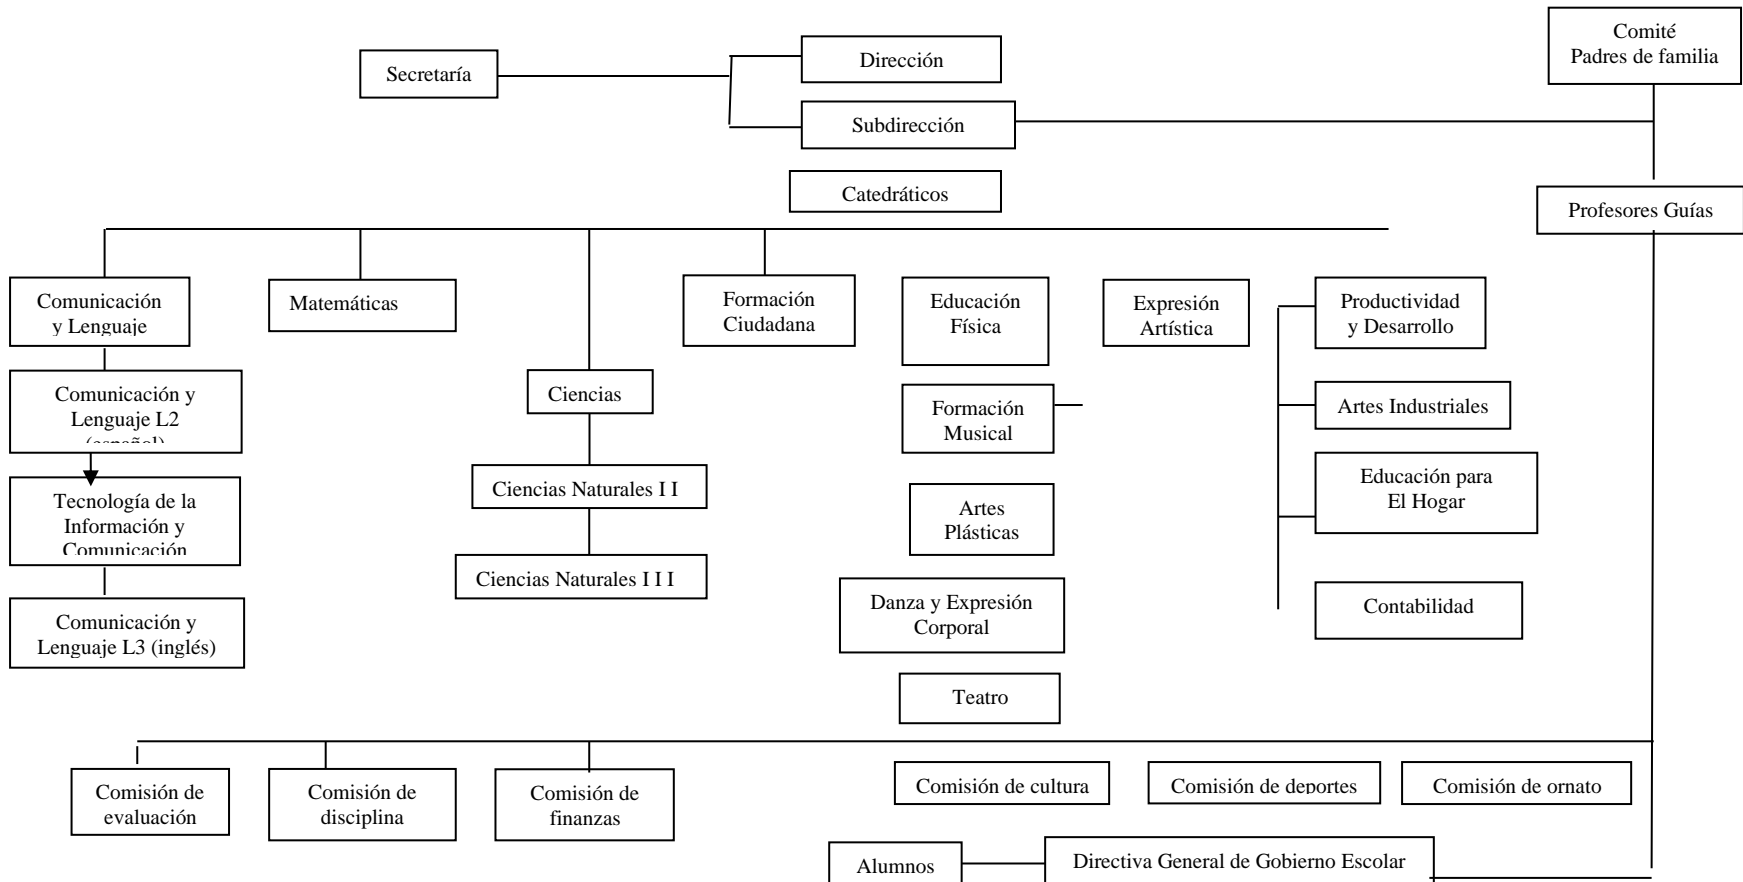 Comité
Padres de familia
Secretaría
Dirección
Subdirección
Catedráticos
Profesores Guías
Comunicación
y Lenguaje
Matemáticas
Formación
Ciudadana
Educación
Física
Expresión
Artística
Productividad
y Desarrollo
Comunicación y
Lenguaje L2
(español)
Ciencias
Formación
Musical
Artes Industriales
Tecnología de la
Información y
Comunicación
Ciencias Naturales I I
Artes
Plásticas
Educación para
El Hogar
Ciencias Naturales I I I
Comunicación y
Lenguaje L3 (inglés)
Danza y Expresión
Corporal
Contabilidad
Teatro
Comisión de
evaluación
Comisión de
disciplina
Comisión de
finanzas
Comisión de cultura
Comisión de deportes
Comisión de ornato
Alumnos
Directiva General de Gobierno Escolar